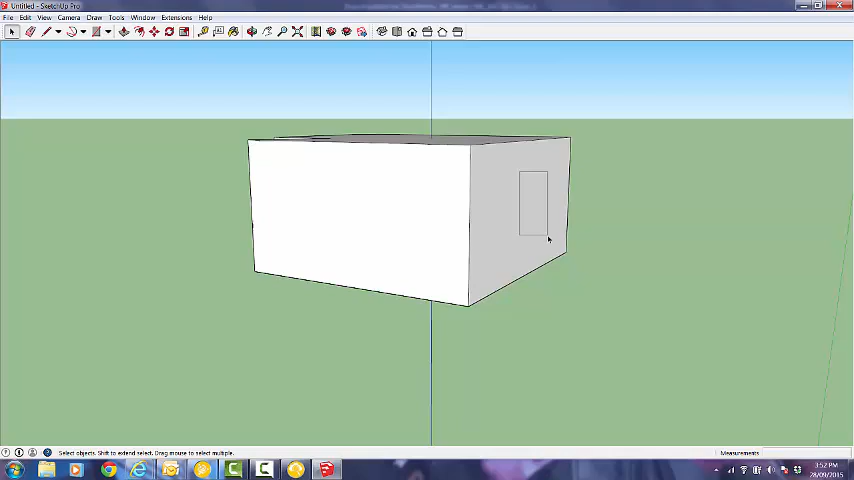 Untitled - SketchUp Pro
File Edit View Camera Draw Tools Window Extensions Help
Select objects. Shift to extend select. Drag mouse to select multiple.
Measurements
3:52 PM
28/09/2015